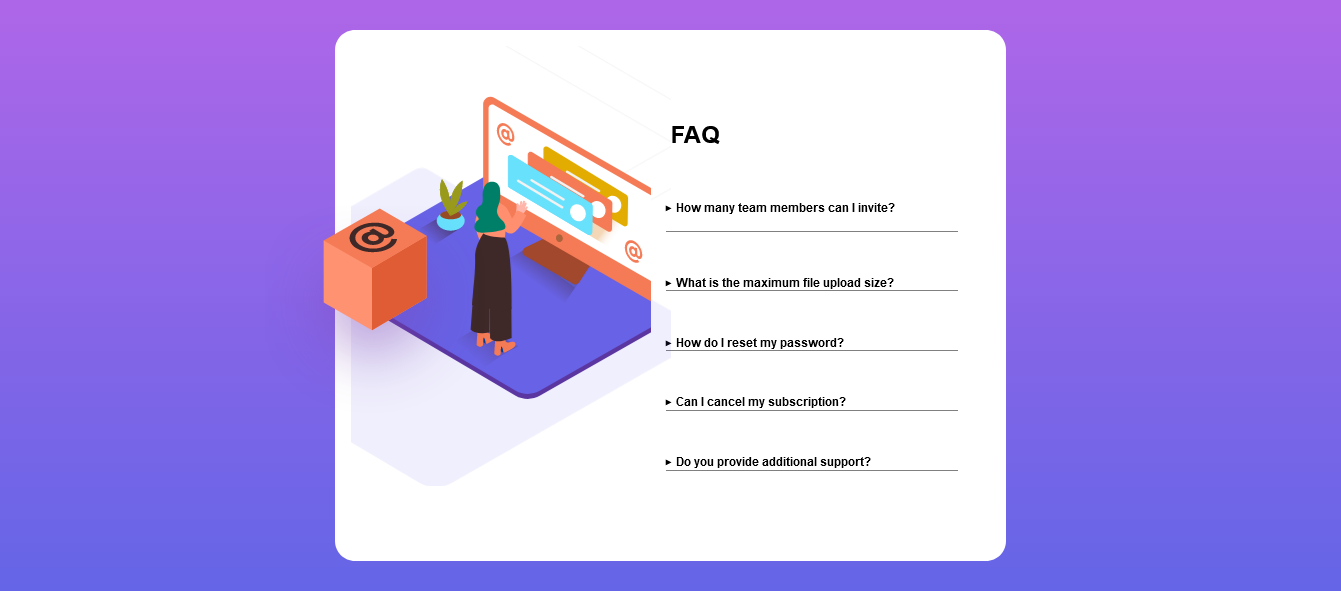 @
@
@
FAQ
▸ How many team members can I invite?
▸ What is the maximum file upload size?
▸ How do I reset my password?
▸ Can I cancel my subscription?
▸ Do you provide additional support?